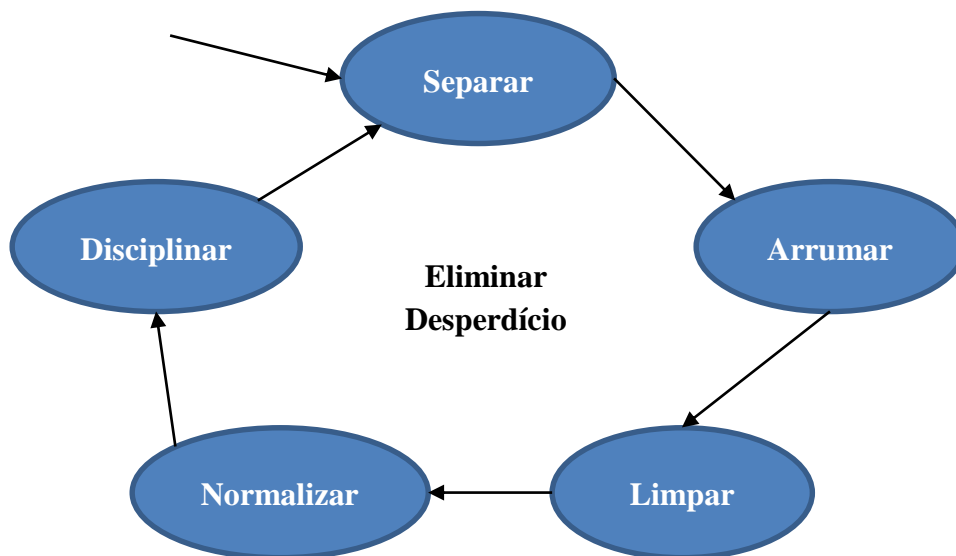 Separar
Arrumar
Disciplinar
Eliminar
Desperdício
Normalizar
Limpar